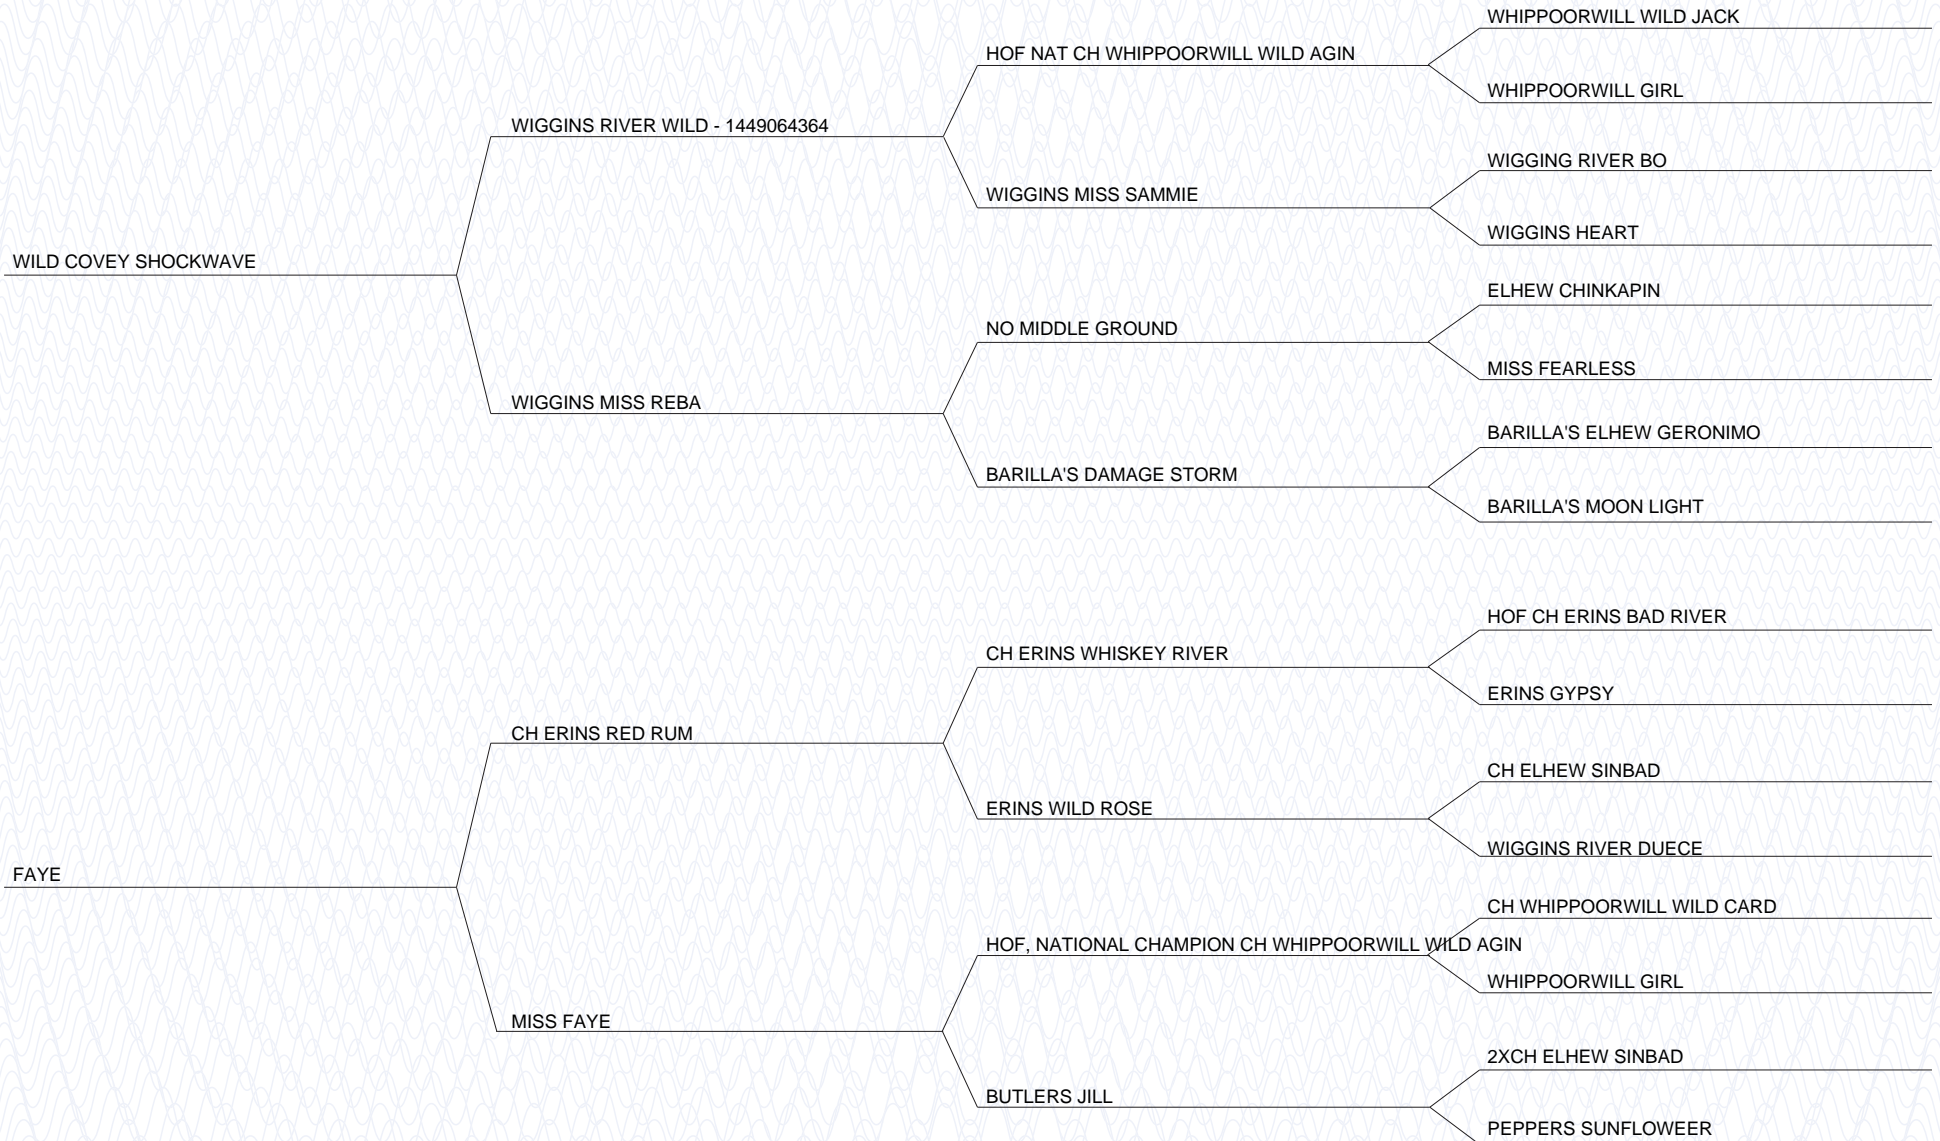 WHIPPOORWILL WILD JACK
HOF NAT CH WHIPPOORWILL WILD AGIN
WHIPPOORWILL GIRL
WIGGINS RIVER WILD - 1449064364
WIGGING RIVER BO
WIGGINS MISS SAMMIE
WIGGINS HEART
WILD COVEY SHOCKWAVE
ELHEW CHINKAPIN
NO MIDDLE GROUND
MISS FEARLESS
WIGGINS MISS REBA
BARILLA'S ELHEW GERONIMO
BARILLA'S DAMAGE STORM
BARILLA'S MOON LIGHT
HOF CH ERINS BAD RIVER
CH ERINS WHISKEY RIVER
ERINS GYPSY
CH ERINS RED RUM
CH ELHEW SINBAD
ERINS WILD ROSE
WIGGINS RIVER DUECE
FAYE
CH WHIPPOORWILL WILD CARD
HOF, NATIONAL CHAMPION CH WHIPPOORWILL WILD AGIN
WHIPPOORWILL GIRL
MISS FAYE
2XCH ELHEW SINBAD
BUTLERS JILL
PEPPERS SUNFLOWEER